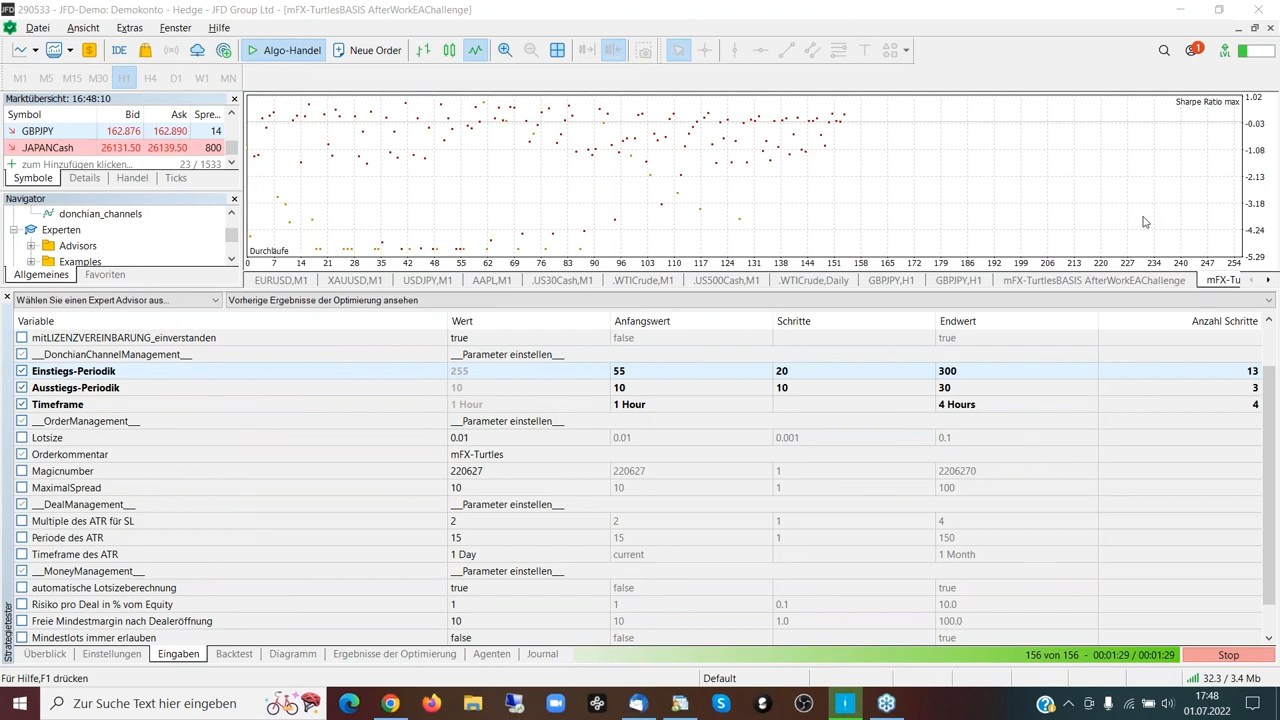 290533 - JFD-Demo: Demokonto - Hedge - JFD Group Ltd - [mFX-TurtlesBASIS AfterWorkEAChallenge]
Datei Ansicht Extras Fenster Hilfe
IDE Algo-Handel Neue Order 1 LVL
M1 M5 M15 M30 H1 H4 D1 W1 MN
Marktübersicht: 16:48:10
Symbol Bid Ask Spre...
GBPJPY 162.876 162.890 14
JAPANCash 26131.50 26139.50 800
zum Hinzufügen klicken... 23 / 1533
Symbole Details Handel Ticks
Navigator
donchian_channels
Experten
Advisors
Examples
Allgemeines Favoriten
Sharpe Ratio max
1.02
-0.03
-1.08
-2.13
-3.18
-4.24
-5.29
Durchläufe
0 7 14 21 28 35 42 48 55 62 69 76 83 90 97 103 110 117 124 131 138 145 151 158 165 172 179 186 193 199 206 213 220 227 234 241 247 254
EURUSD,M1 XAUUSD,M1 USDJPY,M1 AAPL,M1 .US30Cash,M1 .WTICrude,M1 .US500Cash,M1 .WTICrude,Daily GBPJPY,H1 GBPJPY,H1 mFX-TurtlesBASIS AfterWorkEAChallenge mFX-Tu
Wählen Sie einen Expert Advisor aus... Vorherige Ergebnisse der Optimierung ansehen
Variable Wert Anfangswert Schritte Endwert Anzahl Schritte
mitLIZENZVEREINBARUNG_einverstanden true false true
__DonchianChannelManagement__ __Parameter einstellen__
Einstiegs-Periodik 255 55 20 300 13
Ausstiegs-Periodik 10 10 10 30 3
Timeframe 1 Hour 1 Hour 4 Hours 4
__OrderManagement__ __Parameter einstellen__
Lotsize 0.01 0.01 0.001 0.1
Orderkommentar mFX-Turtles
Magicnumber 220627 220627 1 2206270
MaximalSpread 10 10 1 100
__DealManagement__ __Parameter einstellen__
Multiple des ATR für SL 2 2 1 4
Periode des ATR 15 15 1 150
Timeframe des ATR 1 Day current 1 Month
__MoneyManagement__ __Parameter einstellen__
automatische Lotsizeberechnung true false true
Risiko pro Deal in % vom Equity 1 1 0.1 10.0
Freie Mindestmargin nach Dealeröffnung 10 10 1.0 100.0
Mindestlots immer erlauben false false true
Strategietester
Überblick Einstellungen Eingaben Backtest Diagramm Ergebnisse der Optimierung Agenten Journal 156 von 156 - 00:01:29 / 00:01:29 Stop
Für Hilfe,F1 drücken Default 32.3 / 3.4 Mb
Zur Suche Text hier eingeben 17:48
01.07.2022